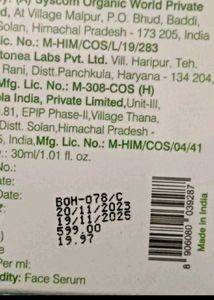 y: (A) Syscom Organic World Private
d, At Village Malpur, P.O. Bhud, Baddi,
Solan, Himachal Pradesh - 173 205, India
Lic. No.: M-HIM/COS/L/19/283
tonea Labs Pvt. Ltd. Vill. Haripur, Teh.
Rani, Distt.Panchkula, Haryana - 134 204,
Mfg. Lic. No.: M-308-COS (H)
ola India, Private Limited,Unit-III,
.81, EPIP Phase-II,Village Thana,
Distt. Solan,Himachal Pradesh -
5, India,Mfg. Lic. No.: M-HIM/COS/04/41
: 30ml/1.01 fl. oz.
No.:
Date:
Date:
Per ml:
BOH-078/C
20/11/2023
19/11/2025
599.00
19.97
8 906080 039287
Made in India
dity: Face Serum